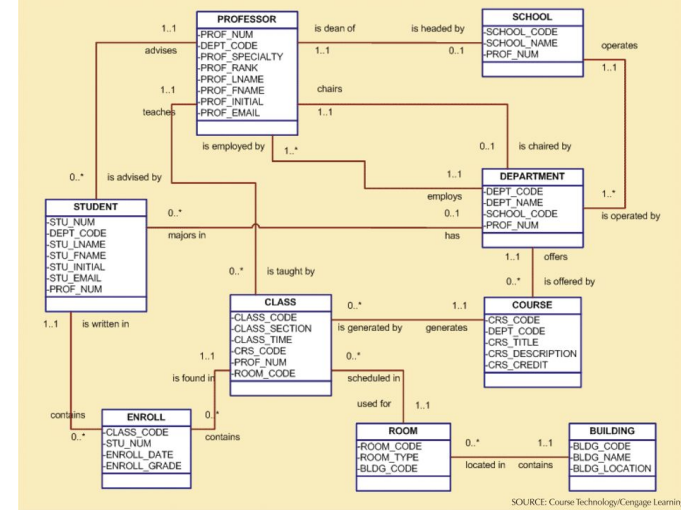 PROFESSOR
-PROF_NUM
-DEPT_CODE
-PROF_SPECIALTY
-PROF_RANK
-PROF_LNAME
-PROF_FNAME
-PROF_INITIAL
-PROF_EMAIL
SCHOOL
-SCHOOL_CODE
-SCHOOL_NAME
-PROF_NUM
1..1
advises
is dean of
1..1
is headed by
0..1
operates
1..1
1..1
teaches
chairs
1..1
is employed by
1..*
0..1
is chaired by
1..1
employs
DEPARTMENT
-DEPT_CODE
-DEPT_NAME
-SCHOOL_CODE
-PROF_NUM
1..*
is operated by
0..*
is advised by
STUDENT
-STU_NUM
-DEPT_CODE
-STU_LNAME
-STU_FNAME
-STU_INITIAL
-STU_EMAIL
-PROF_NUM
0..*
majors in
0..1
has
1..1
offers
0..*
is offered by
0..*
is taught by
CLASS
-CLASS_CODE
-CLASS_SECTION
-CLASS_TIME
-CRS_CODE
-PROF_NUM
-ROOM_CODE
0..*
is generated by
1..1
generates
COURSE
-CRS_CODE
-DEPT_CODE
-CRS_TITLE
-CRS_DESCRIPTION
-CRS_CREDIT
1..1
is written in
1..1
is found in
0..*
scheduled in
used for
1..1
contains
0..*
ENROLL
-CLASS_CODE
-STU_NUM
-ENROLL_DATE
-ENROLL_GRADE
0..*
contains
ROOM
-ROOM_CODE
-ROOM_TYPE
-BLDG_CODE
0..*
located in
1..1
contains
BUILDING
-BLDG_CODE
-BLDG_NAME
-BLDG_LOCATION
SOURCE: Course Technology/Cengage Learning